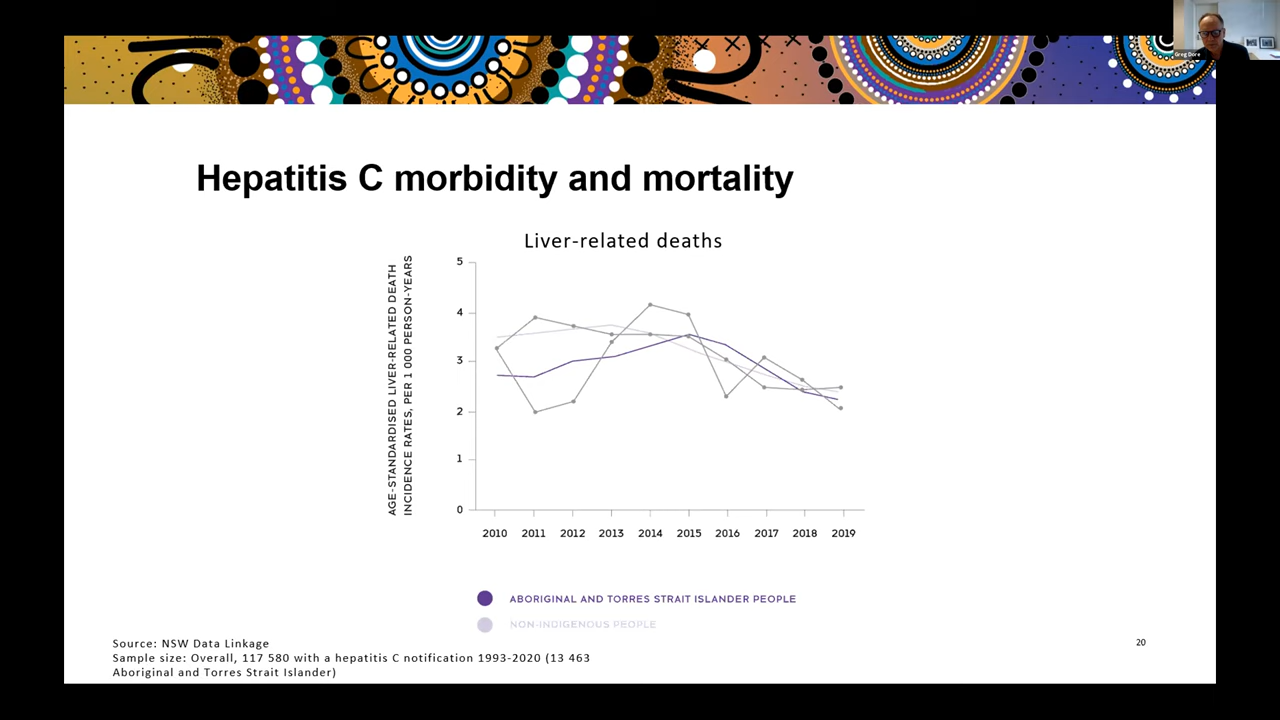 Greg Dore
Hepatitis C morbidity and mortality
Liver-related deaths
AGE-STANDARDISED LIVER-RELATED DEATH
INCIDENCE RATES, PER 1 000 PERSON-YEARS
5
4
3
2
1
0
2010 2011 2012 2013 2014 2015 2016 2017 2018 2019
ABORIGINAL AND TORRES STRAIT ISLANDER PEOPLE
NON-INDIGENOUS PEOPLE
Source: NSW Data Linkage
Sample size: Overall, 117 580 with a hepatitis C notification 1993-2020 (13 463
Aboriginal and Torres Strait Islander)
20